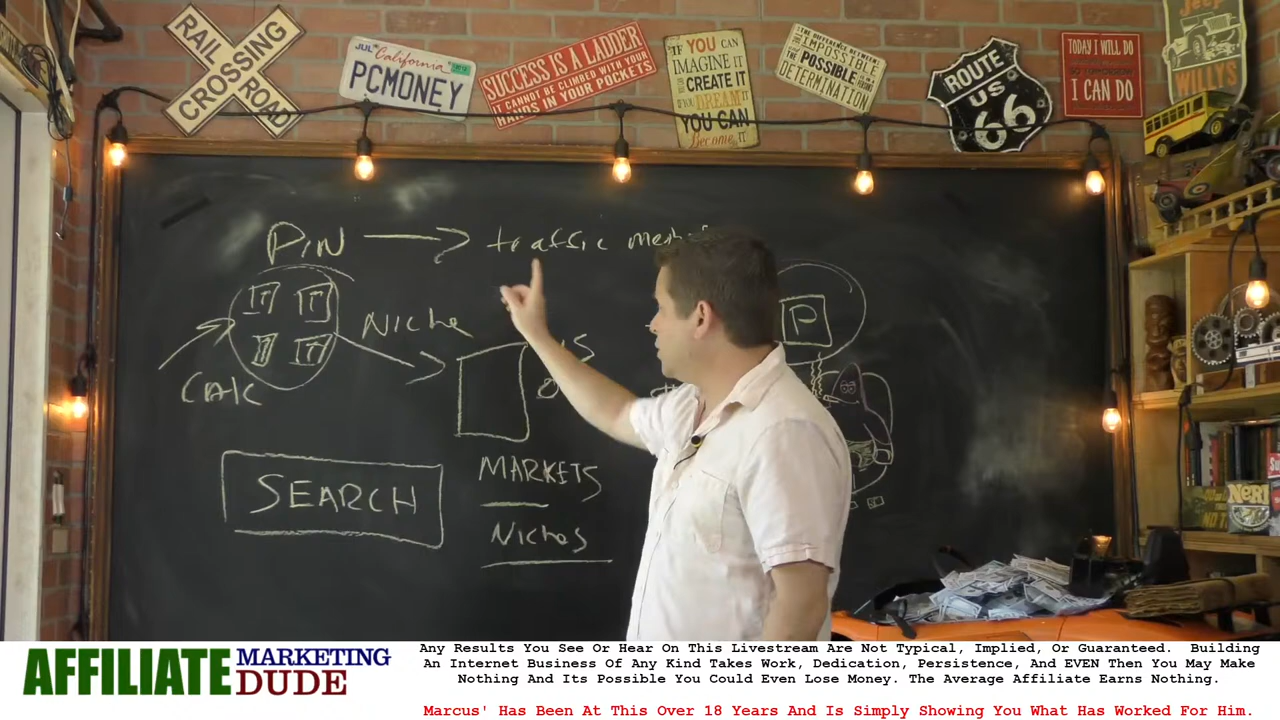 RAIL ROAD
CROSSING
JUL California
PCMONEY
SUCCESS IS A LADDER
IT CANNOT BE CLIMBED WITH YOUR
HANDS IN YOUR POCKETS
IF YOU CAN
IMAGINE IT
CREATE IT
DREAM IT
YOU CAN
Become IT
THE DIFFERENCE BETWEEN
IMPOSSIBLE
THE POSSIBLE
DETERMINATION
ROUTE
US
66
TODAY I WILL DO
I CAN DO
Jeep
WILLYS
PIN
traffic
Niche
CALC
P
SEARCH
MARKETS
Niches
AFFILIATE MARKETING
DUDE
Any Results You See or Hear On This Livestream Are Not Typical, Implied, Or Guaranteed. Building
An Internet Business Of Any Kind Takes Work, Dedication, Persistence, And EVEN Then You May Make
Nothing And Its Possible You Could Even Lose Money. The Average Affiliate Earns Nothing.
Marcus' Has Been At This Over 18 Years And Is Simply Showing You What Has Worked For Him.